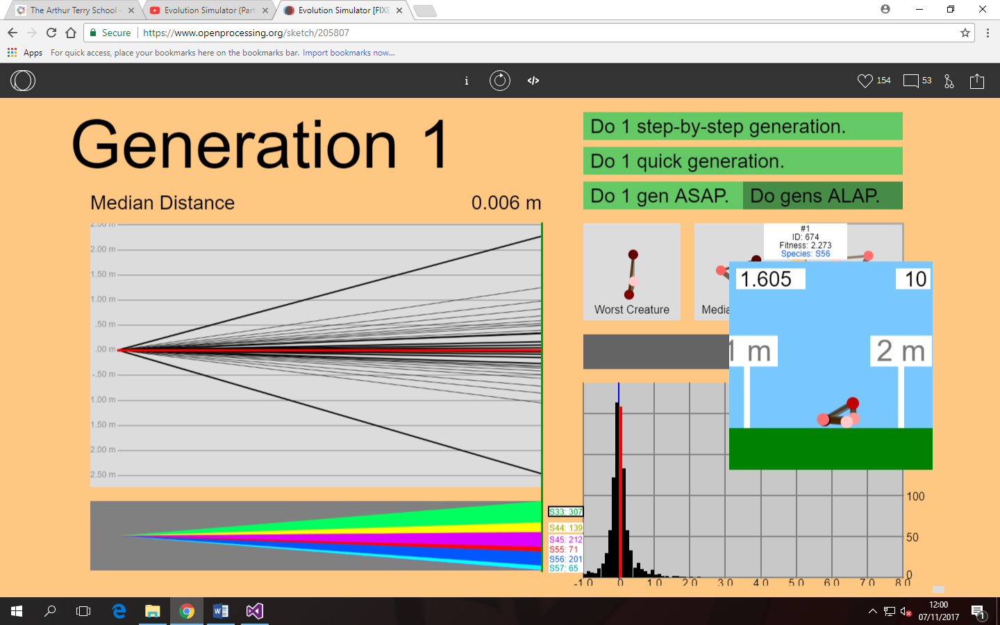 The Arthur Terry School -
Evolution Simulator (Part
Evolution Simulator [FIXE
Secure
https://www.openprocessing.org/sketch/205807
Apps
For quick access, place your bookmarks here on the bookmarks bar. Import bookmarks now...
i
</>
154
53
Generation 1
Do 1 step-by-step generation.
Do 1 quick generation.
Do 1 gen ASAP.
Do gens ALAP.
Median Distance
0.006 m
2.50 m
2.00 m
1.50 m
1.00 m
.50 m
.00 m
-.50 m
1.00 m
1.50 m
2.00 m
2.50 m
Worst Creature
Media
#1
ID: 674
Fitness: 2.273
Species: S56
1.605
10
1 m
2 m
S33: 307
S44: 139
S45: 212
S55: 71
S56: 201
S57: 65
100
50
0
-1.0 0 1.0 2.0 3.0 4.0 5.0 6.0 7.0 8.0
12:00
07/11/2017
1